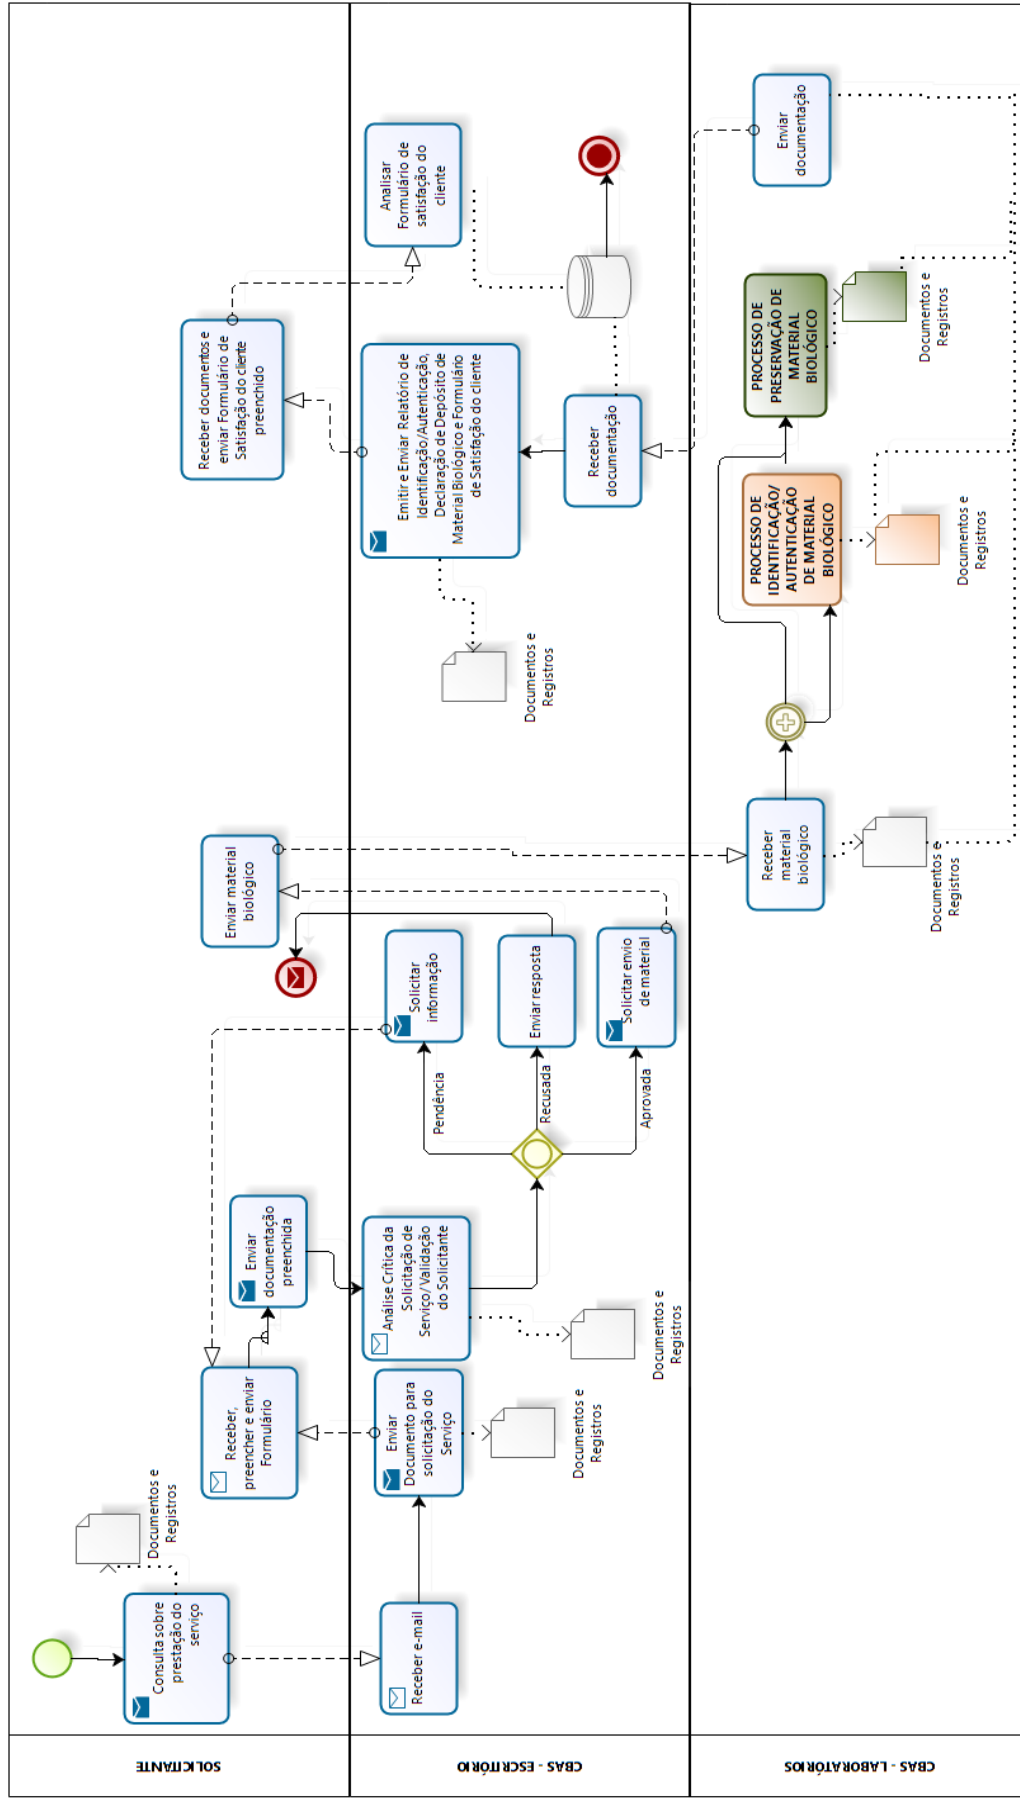 SOLICITANTE
Consulta sobre
prestação do
serviço
Documentos e
Registros
Receber,
preencher e enviar
Formulário
Enviar
documentação
preenchida
Enviar material
biológico
Receber documentos e
enviar Formulário de
Satisfação do cliente
preenchido
CBAS - ESCRITÓRIO
Receber e-mail
Enviar
Documento para
solicitação do
Serviço
Documentos e
Registros
Análise Crítica da
Solicitação de
Serviço/Validação
do Solicitante
Documentos e
Registros
Pendência
Recusada
Aprovada
Solicitar
informação
Enviar resposta
Solicitar envio
de material
Documentos e
Registros
Emitir e Enviar Relatório de
Identificação/Autenticação,
Declaração de Depósito de
Material Biológico e Formulário
de Satisfação do cliente
Receber
documentação
Analisar
Formulário de
satisfação do
cliente
CBAS - LABORATÓRIOS
Receber
material
biológico
Documentos e
Registros
PROCESSO DE
IDENTIFICAÇÃO/
AUTENTICAÇÃO
DE MATERIAL
BIOLÓGICO
Documentos e
Registros
PROCESSO DE
PRESERVAÇÃO DE
MATERIAL
BIOLÓGICO
Documentos e
Registros
Enviar
documentação